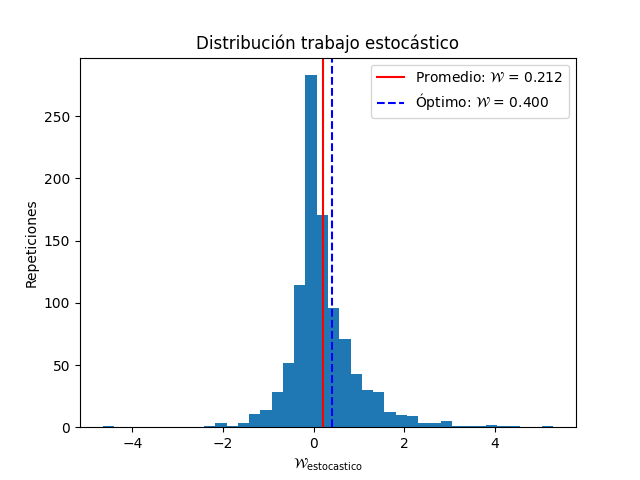 Distribución trabajo estocástico
Promedio: 𝒲 = 0.212
Óptimo: 𝒲 = 0.400
Repeticiones
250
200
150
100
50
0
−4
−2
0
2
4
𝒲estocastico